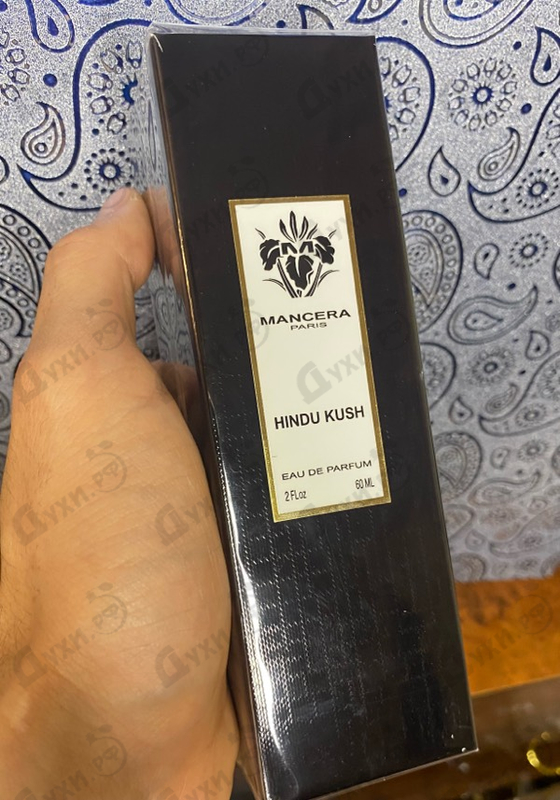 MANCERA
PARIS
HINDU KUSH
EAU DE PARFUM
2 FLoz 60 ML
Духи.РФ